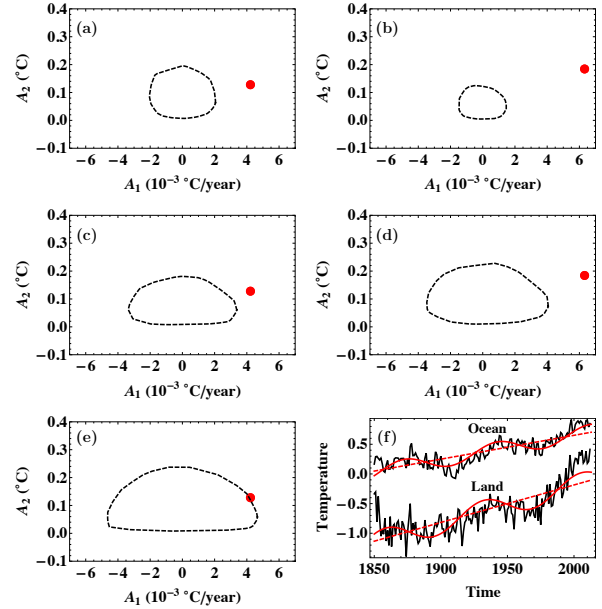 (a)
0.4
0.3
0.2
0.1
0.0
−0.1
A2 (°C)
−6 −4 −2 0 2 4 6
A1 (10−3 °C/year)
(b)
0.4
0.3
0.2
0.1
0.0
−0.1
A2 (°C)
−6 −4 −2 0 2 4 6
A1 (10−3 °C/year)
(c)
0.4
0.3
0.2
0.1
0.0
−0.1
A2 (°C)
−6 −4 −2 0 2 4 6
A1 (10−3 °C/year)
(d)
0.4
0.3
0.2
0.1
0.0
−0.1
A2 (°C)
−6 −4 −2 0 2 4 6
A1 (10−3 °C/year)
(e)
0.4
0.3
0.2
0.1
0.0
−0.1
A2 (°C)
−6 −4 −2 0 2 4 6
A1 (10−3 °C/year)
(f)
Ocean
Land
0.5
0.0
−0.5
−1.0
Temperature
1850 1900 1950 2000
Time